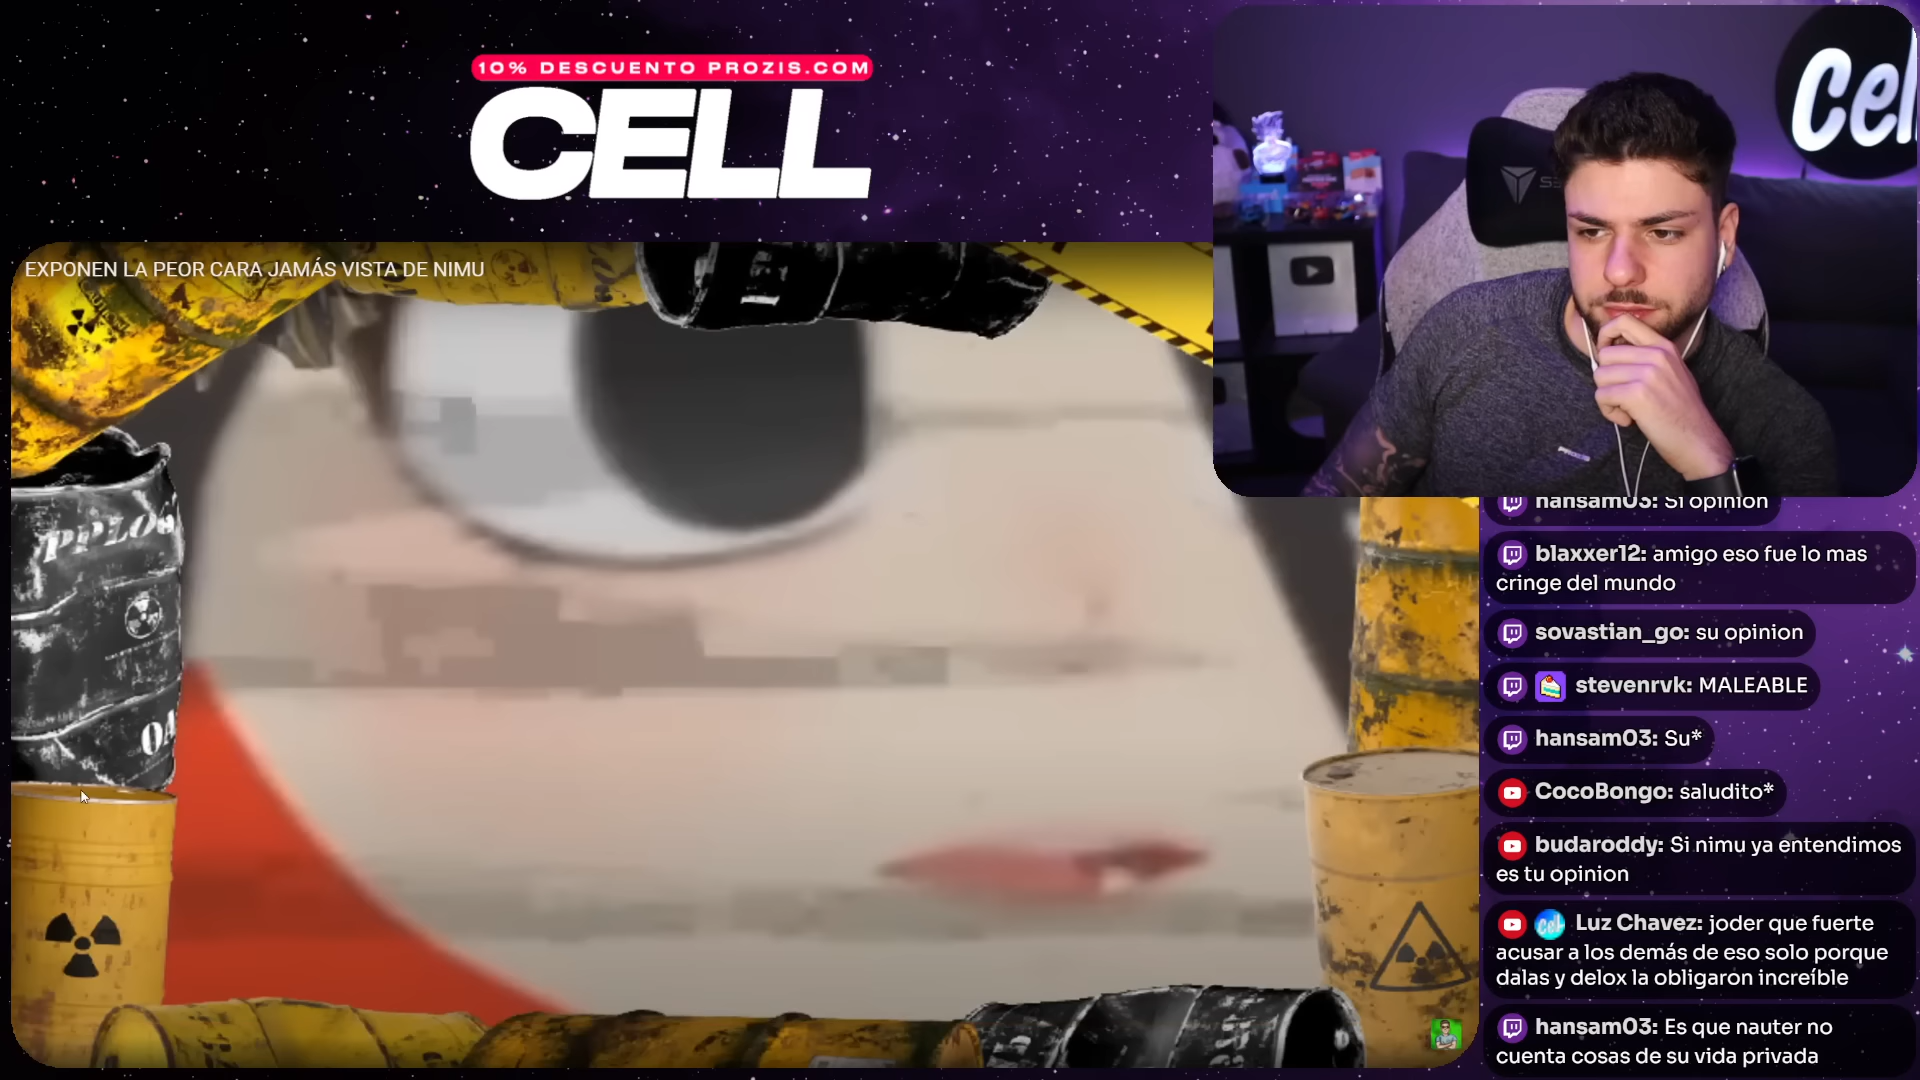 10% DESCUENTO PROZIS.COM
CELL
Cel
EXPONEN LA PEOR CARA JAMÁS VISTA DE NIMU
hansam03: Si opinion
blaxxer12: amigo eso fue lo mas
cringe del mundo
sovastian_go: su opinion
stevenrvk: MALEABLE
hansam03: Su*
CocoBongo: saludito*
budaroddy: Si nimu ya entendimos
es tu opinion
Luz Chavez: joder que fuerte
acusar a los demás de eso solo porque
dalas y delox la obligaron increíble
hansam03: Es que nauter no
cuenta cosas de su vida privada